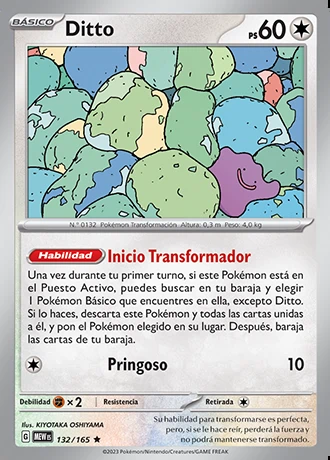 BÁSICO Ditto PS 60
N.º 0132 Pokémon Transformación Altura: 0,3 m Peso: 4,0 kg
Habilidad Inicio Transformador
Una vez durante tu primer turno, si este Pokémon está en
el Puesto Activo, puedes buscar en tu baraja y elegir
1 Pokémon Básico que encuentres en ella, excepto Ditto.
Si lo haces, descarta este Pokémon y todas las cartas unidas
a él, y pon el Pokémon elegido en su lugar. Después, baraja
las cartas de tu baraja.
Pringoso 10
Debilidad ×2 Resistencia Retirada
Ilus. KIYOTAKA OSHIYAMA
G MEW ES 132/165 ★
Su habilidad para transformarse es perfecta,
pero, si se le hace reír, perderá la fuerza y
no podrá mantenerse transformado.
©2023 Pokémon/Nintendo/Creatures/GAME FREAK